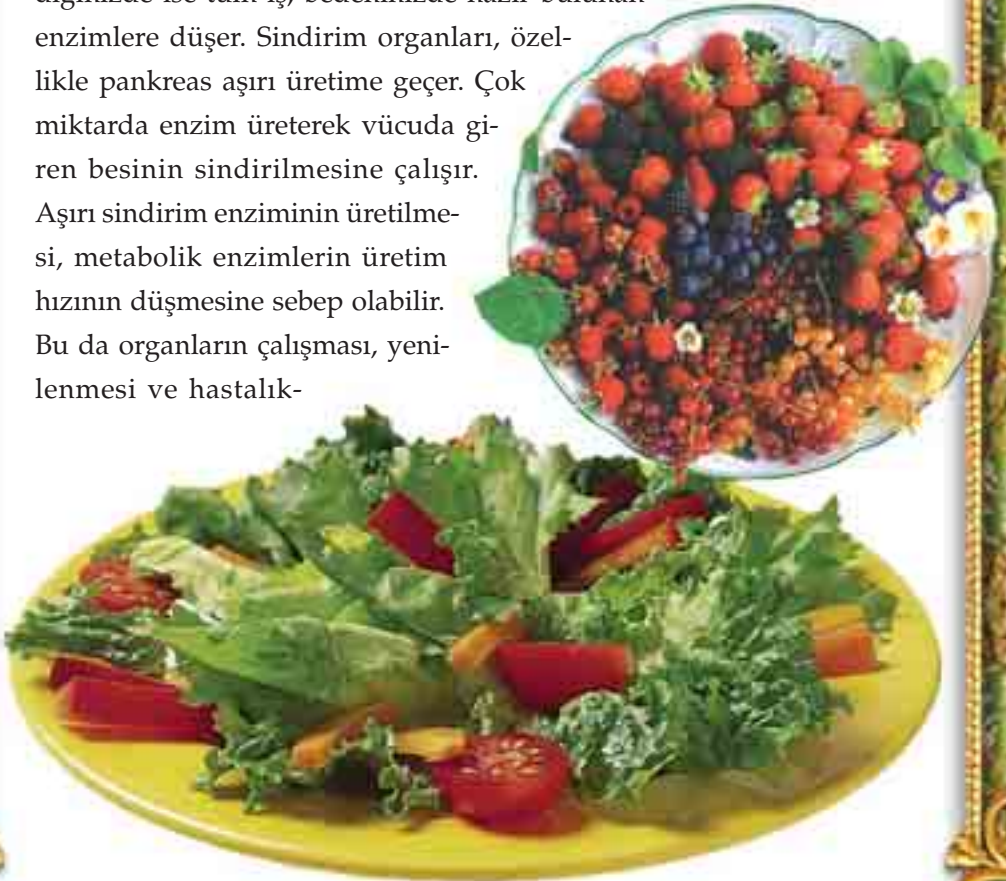 enzimlere düşer. Sindirim organları, özel-
likle pankreas aşırı üretime geçer. Çok
miktarda enzim üreterek vücuda gi-
ren besinin sindirilmesine çalışır.
Aşırı sindirim enziminin üretilme-
si, metabolik enzimlerin üretim
hızının düşmesine sebep olabilir.
Bu da organların çalışması, yeni-
lenmesi ve hastalık-